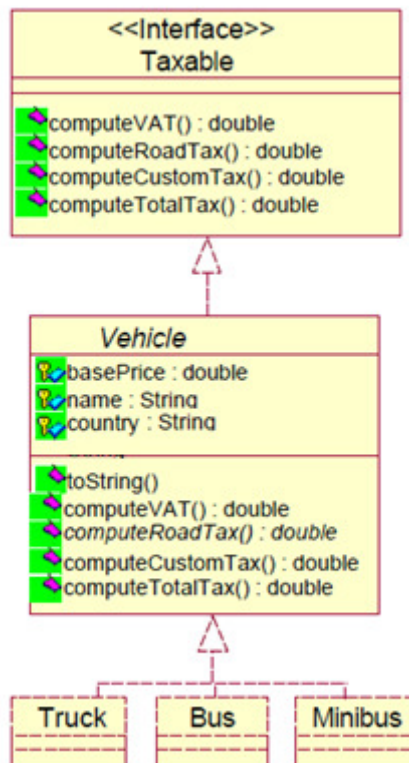 <<Interface>>
Taxable
computeVAT() : double
computeRoadTax() : double
computeCustomTax() : double
computeTotalTax() : double
Vehicle
basePrice : double
name : String
country : String
toString()
computeVAT() : double
computeRoadTax() : double
computeCustomTax() : double
computeTotalTax() : double
Truck
Bus
Minibus